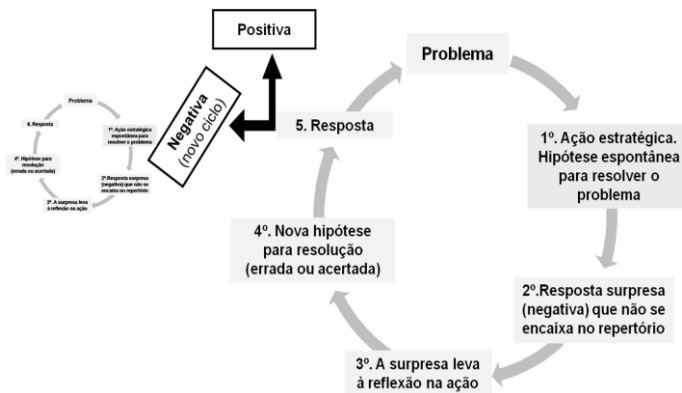 Positiva
Negativa
(novo ciclo)
Problema
1º. Ação estratégica.
Hipótese espontânea
para resolver o
problema
2º.Resposta surpresa
(negativa) que não se
encaixa no repertório
3º. A surpresa leva
à reflexão na ação
4º. Nova hipótese
para resolução
(errada ou acertada)
5. Resposta
Problema
1º. Ação estratégica
espontânea para
resolver o problema
2º.Resposta surpresa
(negativa) que não se
encaixa no repertório
3º. A surpresa leva
à reflexão na ação
4º. Hipótese para
resolução
(errada ou acertada)
Resposta